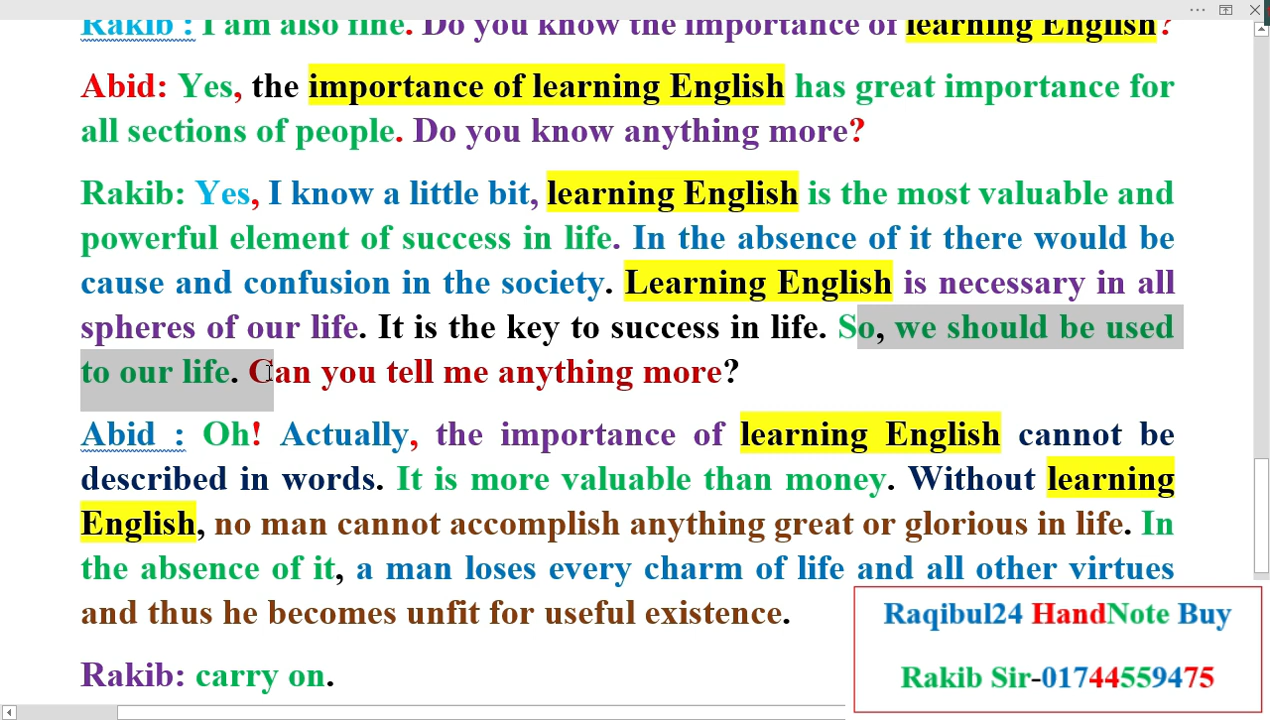 Rakib : I am also fine. Do you know the importance of learning English?
Abid: Yes, the importance of learning English has great importance for
all sections of people. Do you know anything more?
Rakib: Yes, I know a little bit, learning English is the most valuable and
powerful element of success in life. In the absence of it there would be
cause and confusion in the society. Learning English is necessary in all
spheres of our life. It is the key to success in life. So, we should be used
to our life. Can you tell me anything more?
Abid : Oh! Actually, the importance of learning English cannot be
described in words. It is more valuable than money. Without learning
English, no man cannot accomplish anything great or glorious in life. In
the absence of it, a man loses every charm of life and all other virtues
and thus he becomes unfit for useful existence.
Rakib: carry on.
Raqibul24 HandNote Buy
Rakib Sir-01744559475